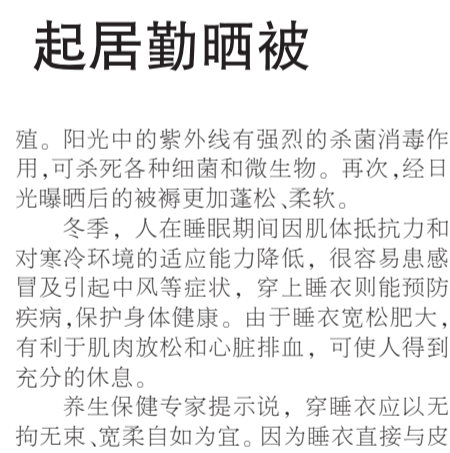 起居勤晒被
殖。阳光中的紫外线有强烈的杀菌消毒作
用,可杀死各种细菌和微生物。再次,经日
光曝晒后的被褥更加蓬松、柔软。
冬季，人在睡眠期间因肌体抵抗力和
对寒冷环境的适应能力降低，很容易患感
冒及引起中风等症状，穿上睡衣则能预防
疾病,保护身体健康。由于睡衣宽松肥大,
有利于肌肉放松和心脏排血，可使人得到
充分的休息。
养生保健专家提示说，穿睡衣应以无
拘无束、宽柔自如为宜。因为睡衣直接与皮